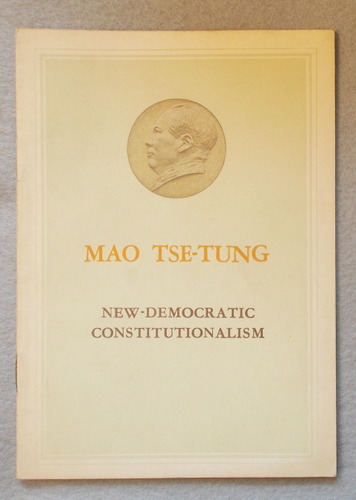 MAO TSE-TUNG
NEW-DEMOCRATIC
CONSTITUTIONALISM